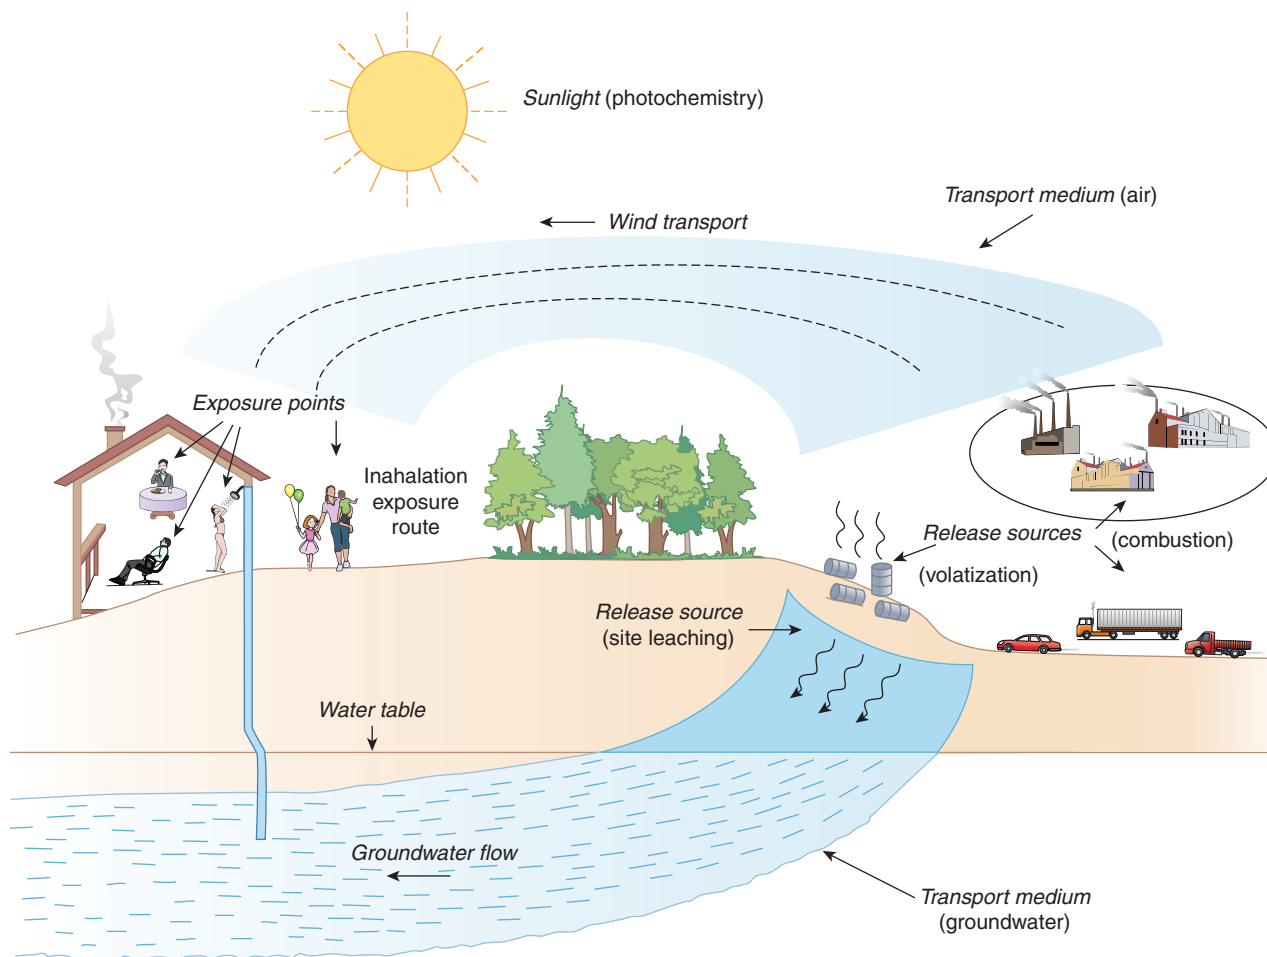 Sunlight (photochemistry)
Transport medium (air)
Wind transport
Exposure points
Inahalation
exposure
route
Release sources
(combustion)
(volatization)
Release source
(site leaching)
Water table
Groundwater flow
Transport medium
(groundwater)